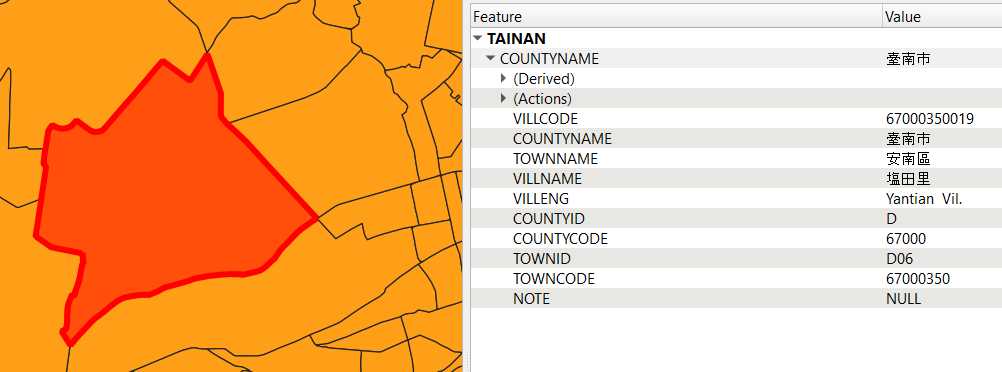 Feature Value
TAINAN
COUNTYNAME 臺南市
(Derived)
(Actions)
VILLCODE 67000350019
COUNTYNAME 臺南市
TOWNNAME 安南區
VILLNAME 塩田里
VILLENG Yantian Vil.
COUNTYID D
COUNTYCODE 67000
TOWNID D06
TOWNCODE 67000350
NOTE NULL